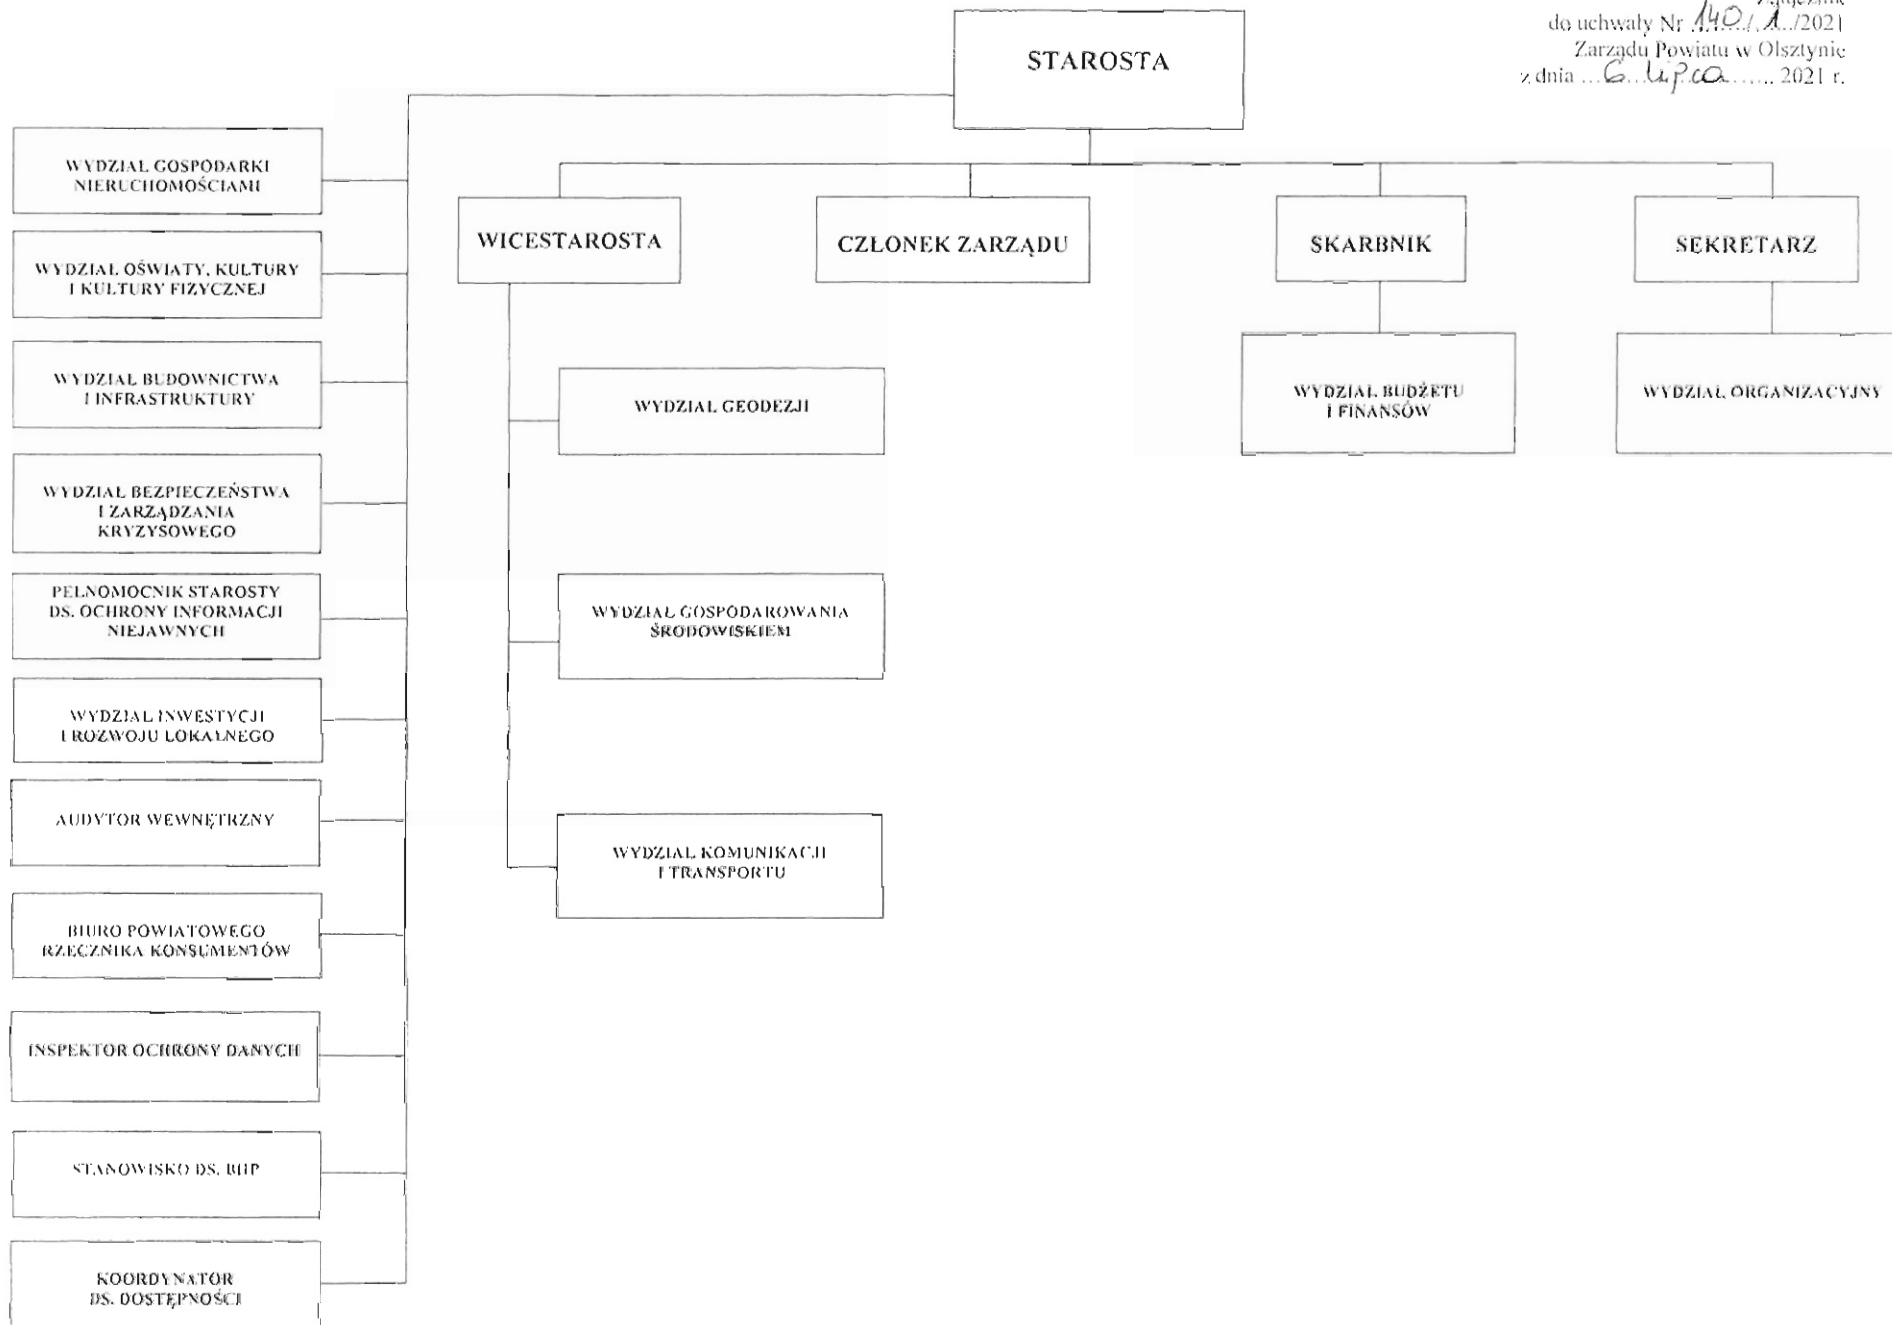 Załącznik
do uchwały Nr 140/1/2021
Zarządu Powiatu w Olsztynie
z dnia ...6 lipca...... 2021 r.
STAROSTA
WICESTAROSTA
CZŁONEK ZARZĄDU
SKARBNIK
SEKRETARZ
WYDZIAŁ GOSPODARKI
NIERUCHOMOŚCIAMI
WYDZIAŁ OŚWIATY, KULTURY
I KULTURY FIZYCZNEJ
WYDZIAŁ BUDOWNICTWA
I INFRASTRUKTURY
WYDZIAŁ BEZPIECZEŃSTWA
I ZARZĄDZANIA
KRYZYSOWEGO
PEŁNOMOCNIK STAROSTY
DS. OCHRONY INFORMACJI
NIEJAWNYCH
WYDZIAŁ INWESTYCJI
I ROZWOJU LOKALNEGO
AUDYTOR WEWNĘTRZNY
BIURO POWIATOWEGO
RZECZNIKA KONSUMENTÓW
INSPEKTOR OCHRONY DANYCH
STANOWISKO DS. BHP
KOORDYNATOR
DS. DOSTĘPNOŚCI
WYDZIAŁ GEODEZJI
WYDZIAŁ GOSPODAROWANIA
ŚRODOWISKIEM
WYDZIAŁ KOMUNIKACJI
I TRANSPORTU
WYDZIAŁ BUDŻETU
I FINANSÓW
WYDZIAŁ ORGANIZACYJNY